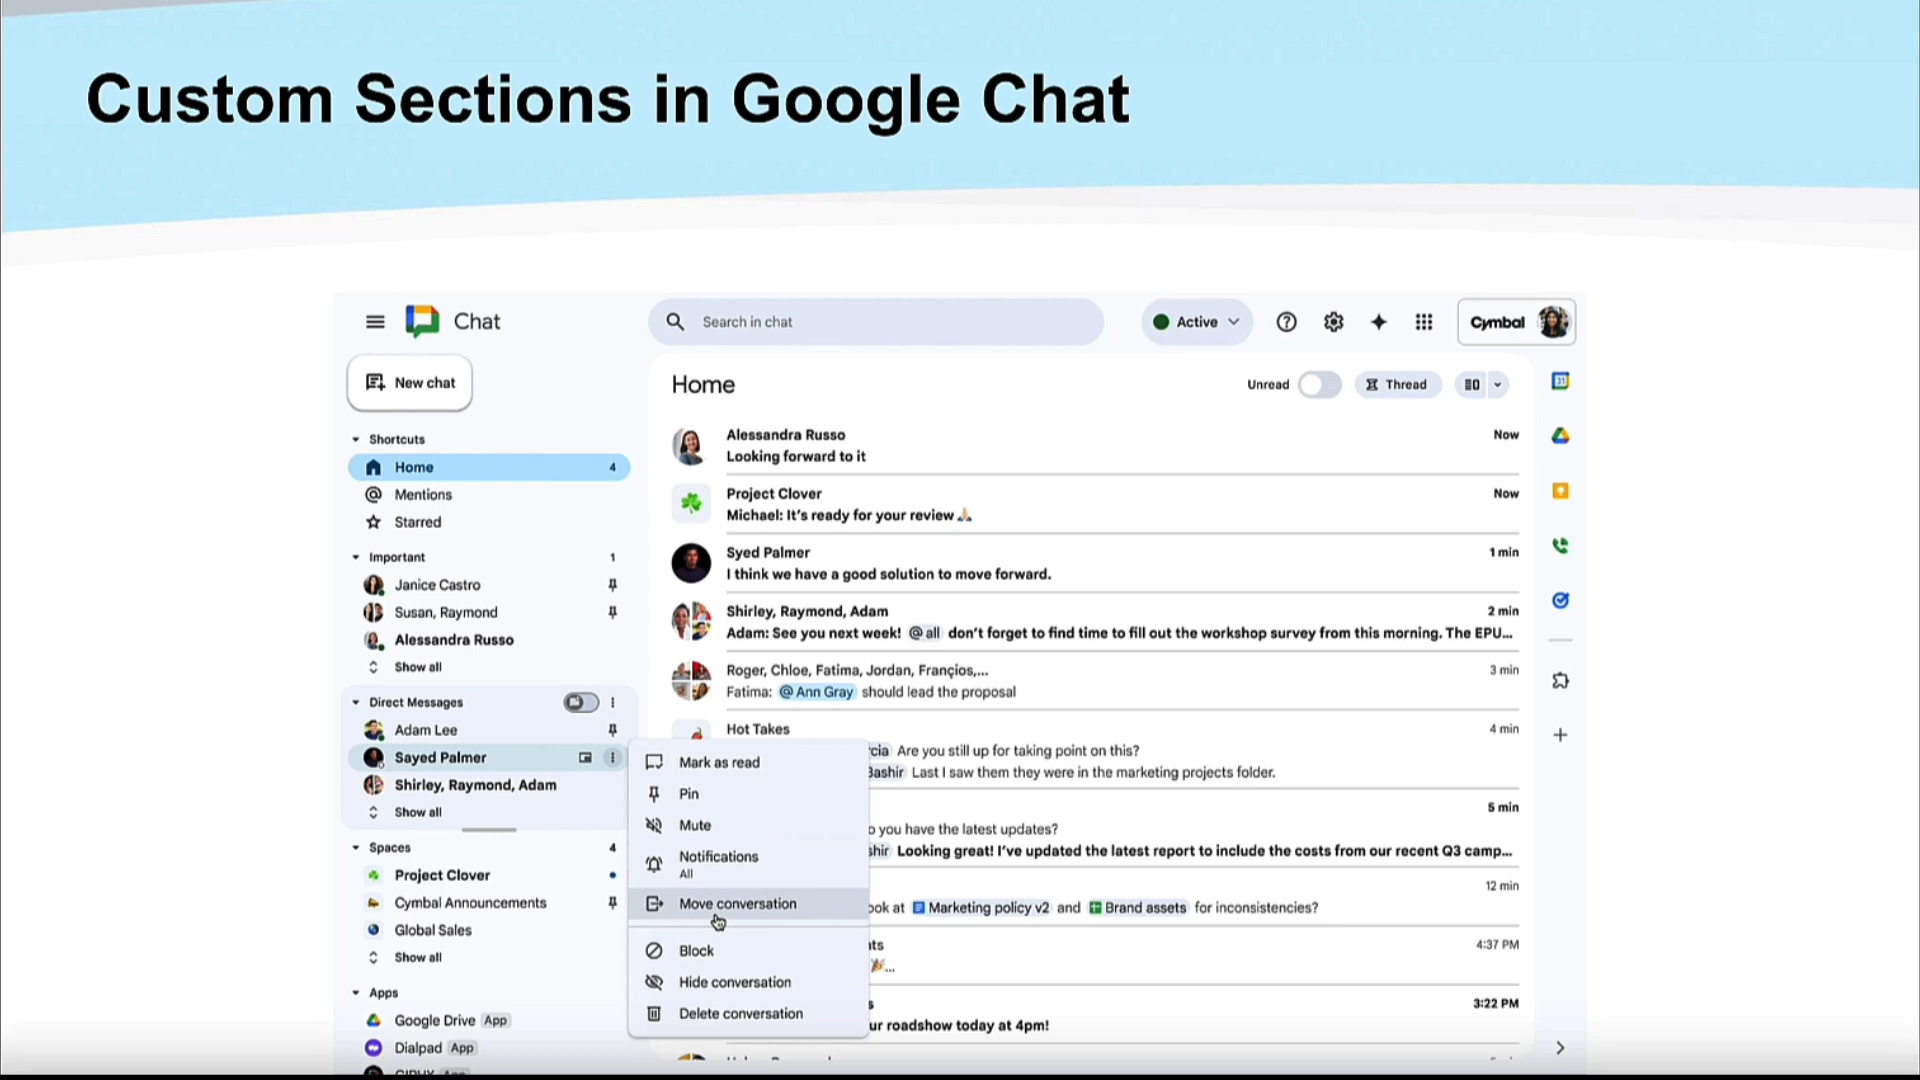 Custom Sections in Google Chat
Chat
Search in chat
Active
Cymbal
New chat
Shortcuts
Home 4
Mentions
Starred
Important 1
Janice Castro
Susan, Raymond
Alessandra Russo
Show all
Direct Messages
Adam Lee
Sayed Palmer
Shirley, Raymond, Adam
Show all
Spaces 4
Project Clover
Cymbal Announcements
Global Sales
Show all
Apps
Google Drive App
Dialpad App
Mark as read
Pin
Mute
Notifications
All
Move conversation
Block
Hide conversation
Delete conversation
Home
Unread
Thread
Alessandra Russo Now
Looking forward to it
Project Clover Now
Michael: It's ready for your review
Syed Palmer 1 min
I think we have a good solution to move forward.
Shirley, Raymond, Adam 2 min
Adam: See you next week! @all don't forget to find time to fill out the workshop survey from this morning. The EPU...
Roger, Chloe, Fatima, Jordan, Françios,... 3 min
Fatima: @Ann Gray should lead the proposal
Hot Takes 4 min
Are you still up for taking point on this?
Last I saw them they were in the marketing projects folder.
5 min
you have the latest updates?
Looking great! I've updated the latest report to include the costs from our recent Q3 camp...
12 min
at Marketing policy v2 and Brand assets for inconsistencies?
4:37 PM
...
3:22 PM
roadshow today at 4pm!
31